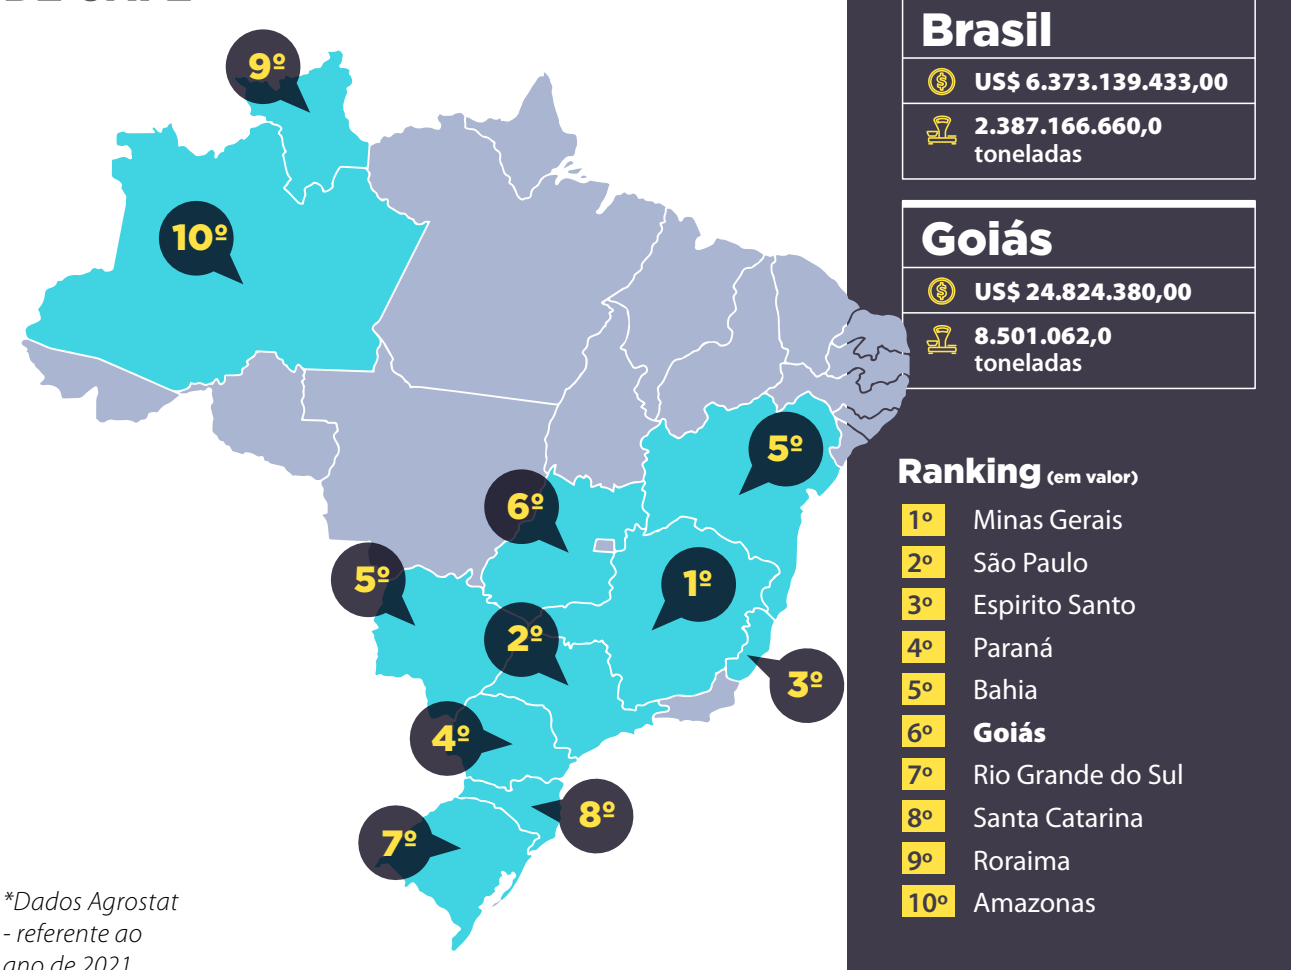 DE CAFÉ
9º
10º
5º
6º
5º
1º
2º
3º
4º
8º
7º
*Dados Agrostat
- referente ao
ano de 2021
Brasil
US$ 6.373.139.433,00
2.387.166.660,0
toneladas
Goiás
US$ 24.824.380,00
8.501.062,0
toneladas
Ranking (em valor)
1º Minas Gerais
2º São Paulo
3º Espirito Santo
4º Paraná
5º Bahia
6º Goiás
7º Rio Grande do Sul
8º Santa Catarina
9º Roraima
10º Amazonas